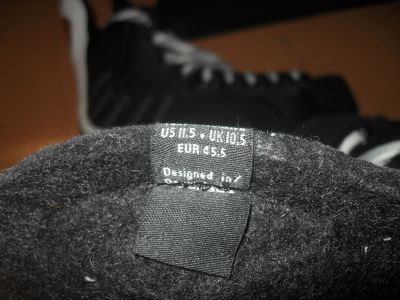 US 11.5 • UK 10.5
EUR 45.5
Designed in/